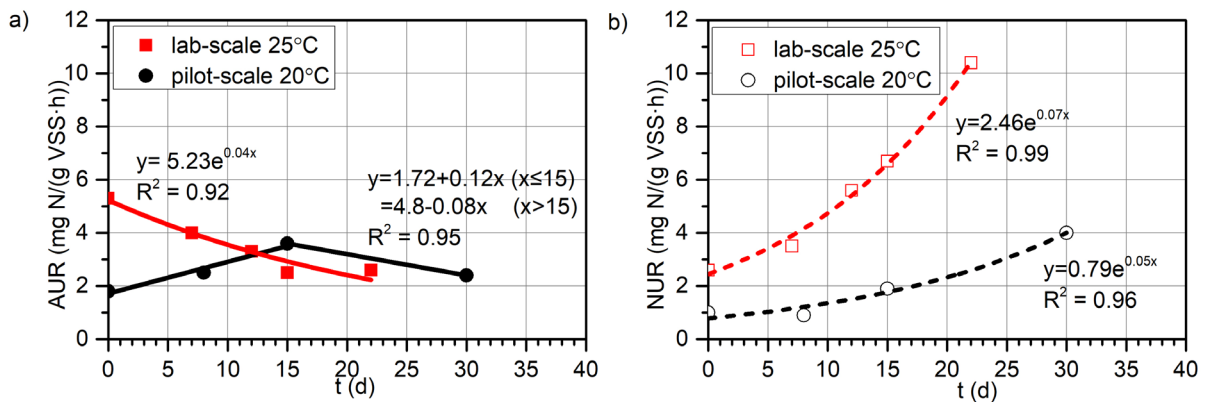 a)
12
10
8
6
4
2
0
AUR (mg N/(g VSS·h))
lab-scale 25°C
pilot-scale 20°C
y= 5.23e^0.04x
R² = 0.92
y=1.72+0.12x (x≤15)
=4.8-0.08x (x>15)
R² = 0.95
0 5 10 15 20 25 30 35 40
t (d)
b)
12
10
8
6
4
2
0
NUR (mg N/(g VSS·h))
lab-scale 25°C
pilot-scale 20°C
y=2.46e^0.07x
R² = 0.99
y=0.79e^0.05x
R² = 0.96
0 5 10 15 20 25 30 35 40
t (d)